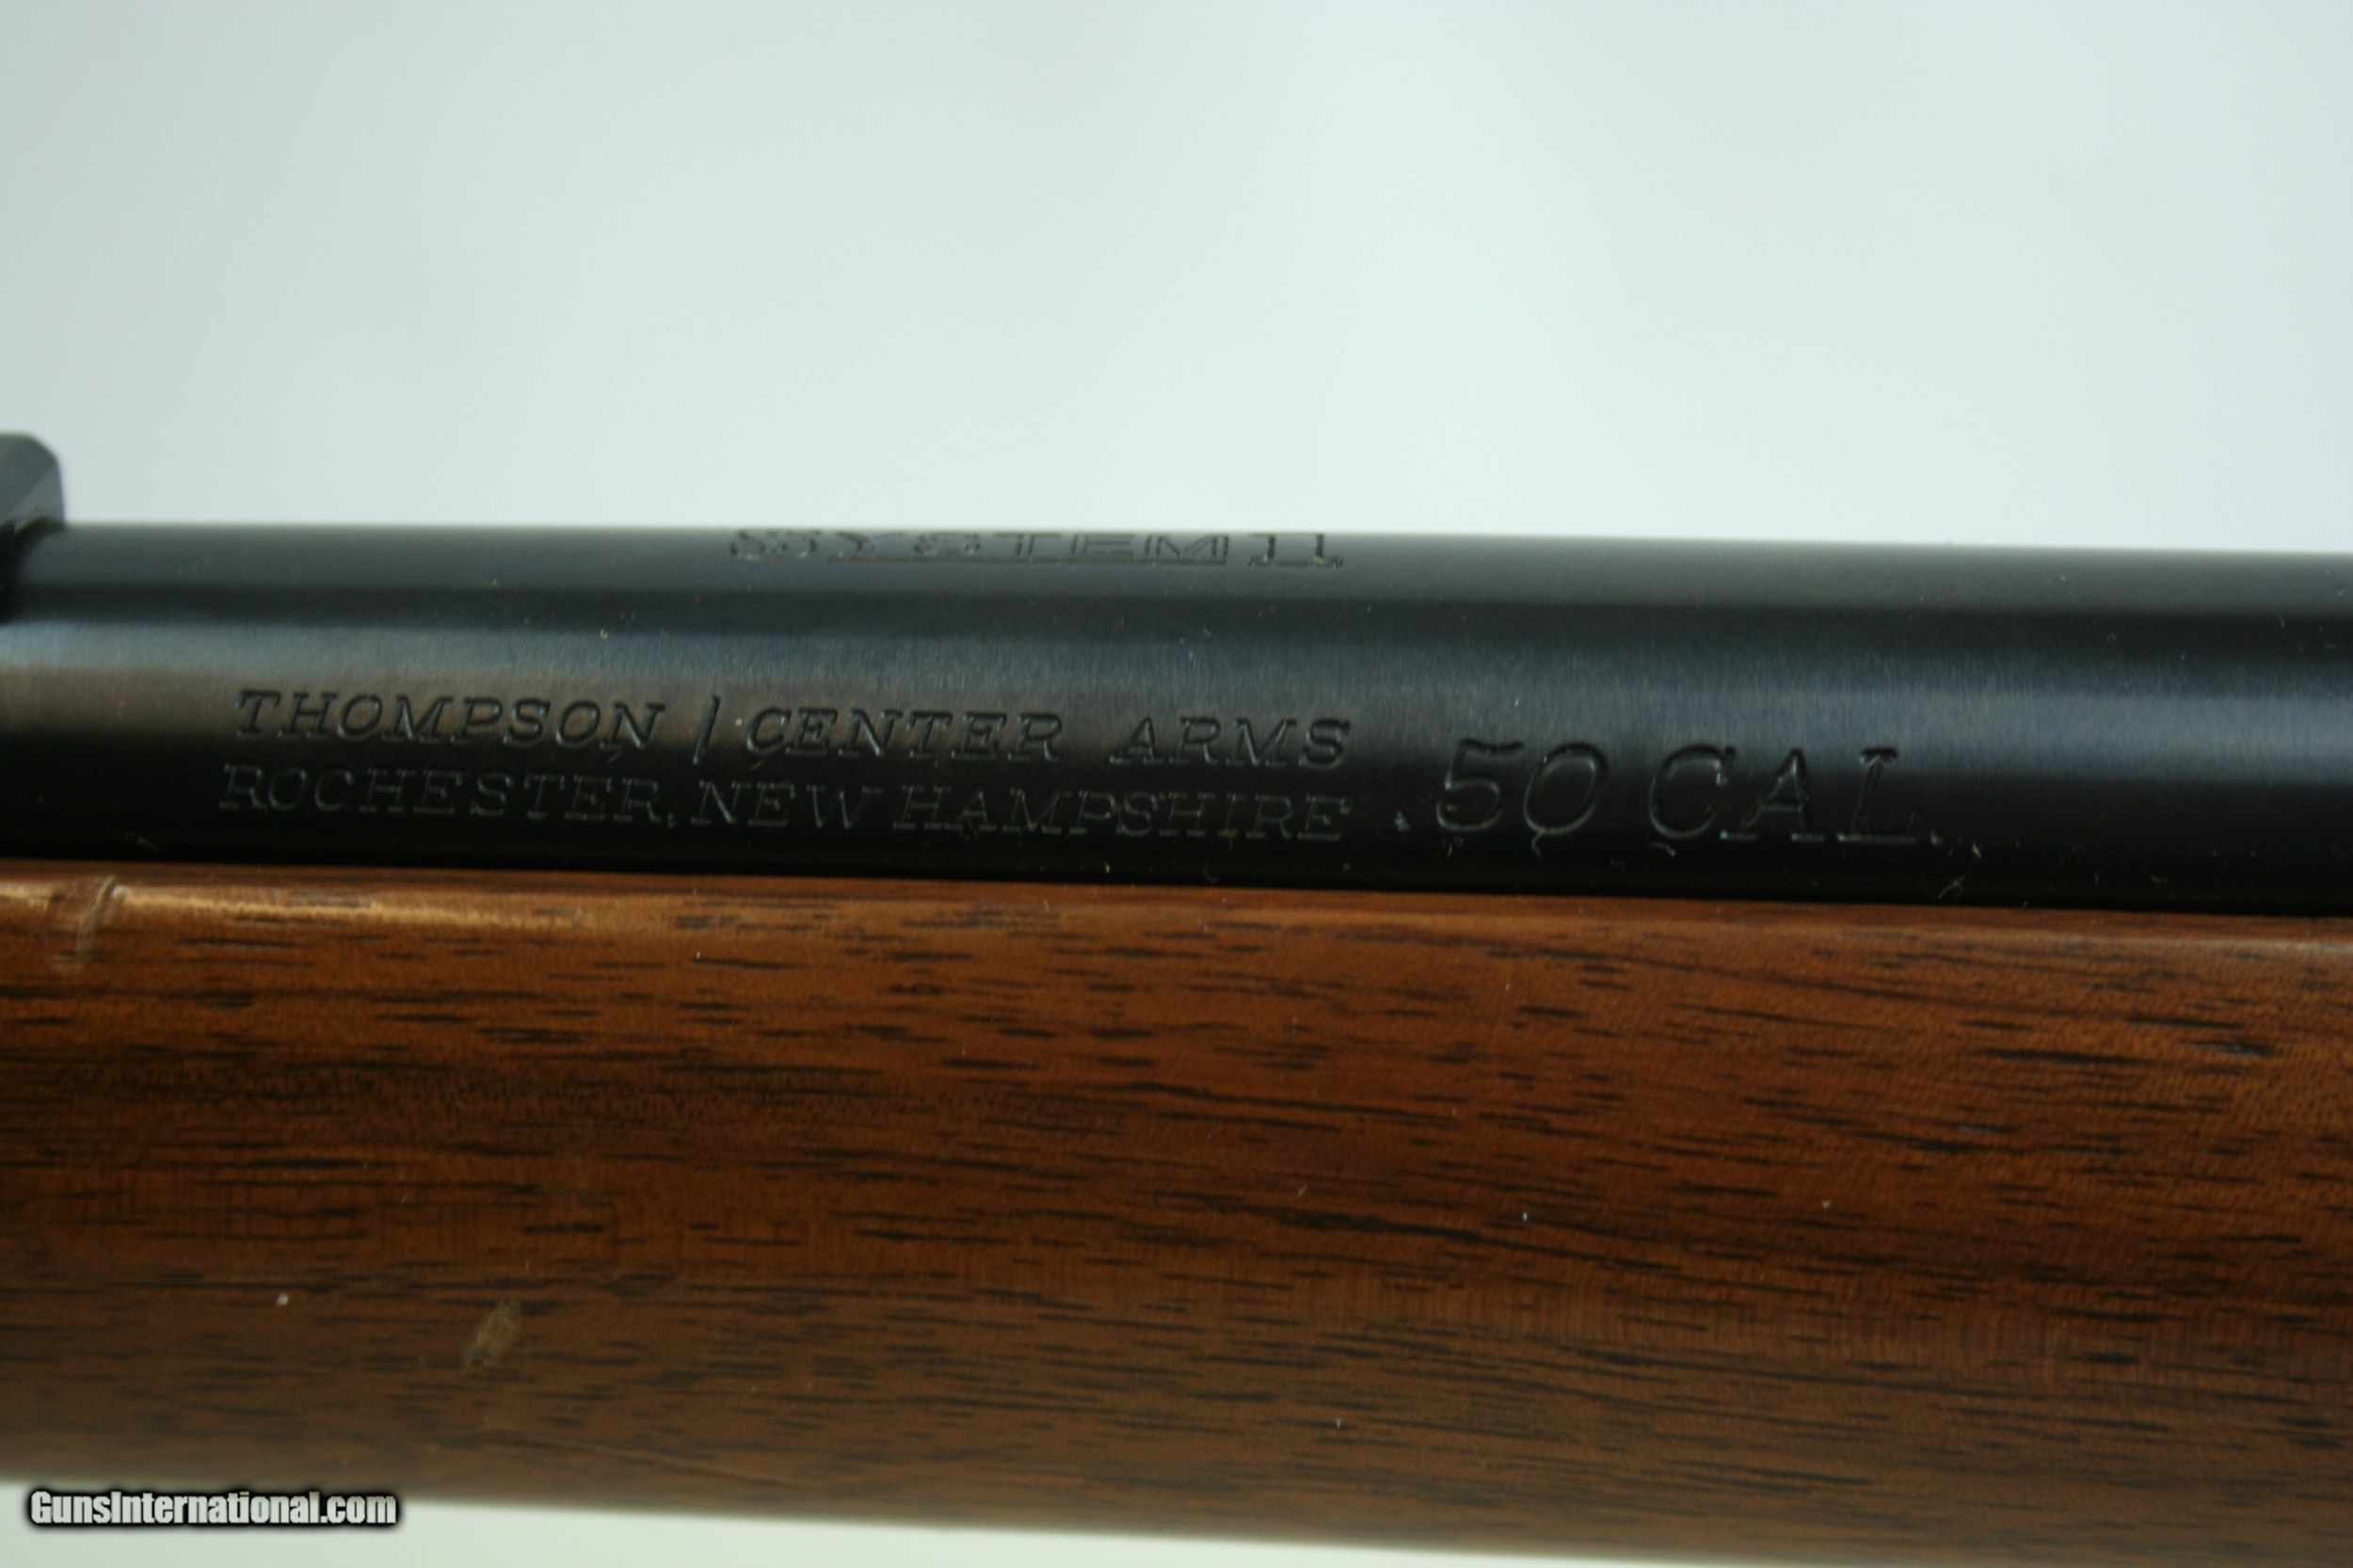 SYSTEM 1.
THOMPSON / CENTER ARMS
ROCHESTER, NEW HAMPSHIRE
.50 CAL.
GunsInternational.com